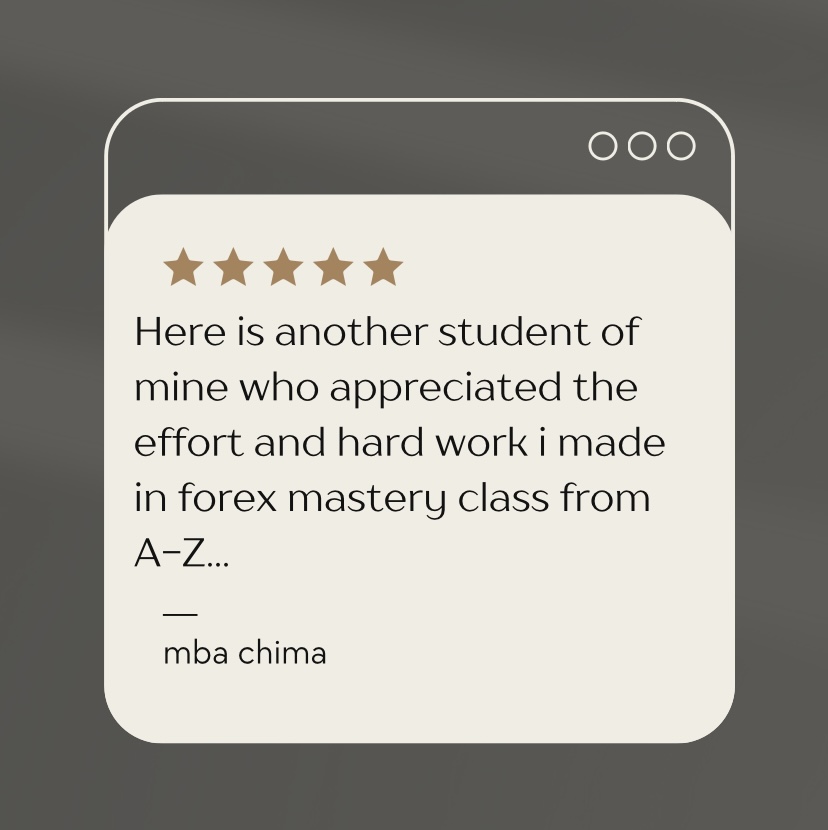 Here is another student of
mine who appreciated the
effort and hard work i made
in forex mastery class from
A-Z...
—
mba chima